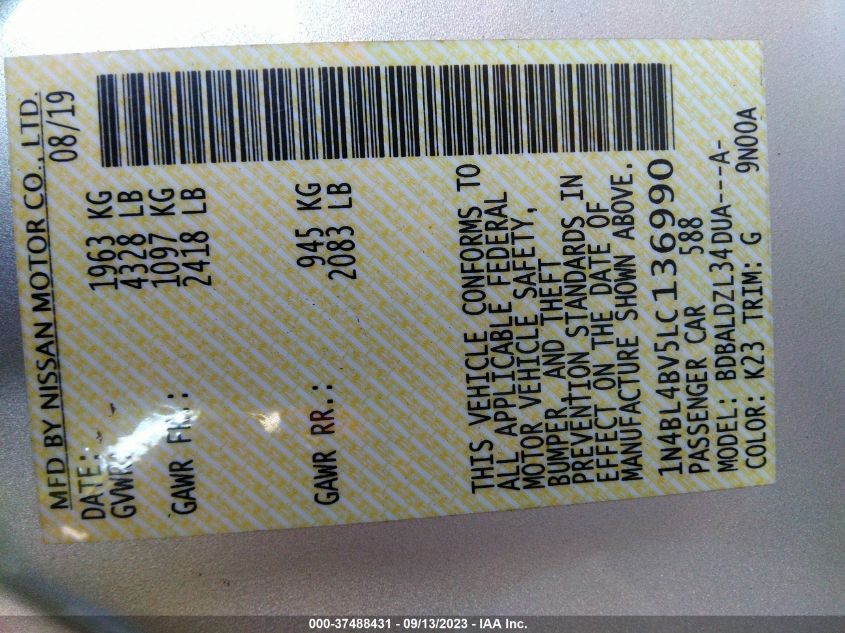 MFD BY NISSAN MOTOR CO., LTD.
DATE: 08/19
GVWR 1963 KG
4328 LB
GAWR FR.: 1097 KG
2418 LB
GAWR RR.: 945 KG
2083 LB
THIS VEHICLE CONFORMS TO
ALL APPLICABLE FEDERAL
MOTOR VEHICLE SAFETY,
BUMPER AND THEFT
PREVENTION STANDARDS IN
EFFECT ON THE DATE OF
MANUFACTURE SHOWN ABOVE.
1N4BL4BV5LC136990
PASSENGER CAR 588
MODEL: BDBALDZL34DUA---A-
COLOR: K23 TRIM: G 9N00A
000-37488431 - 09/13/2023 - IAA Inc.